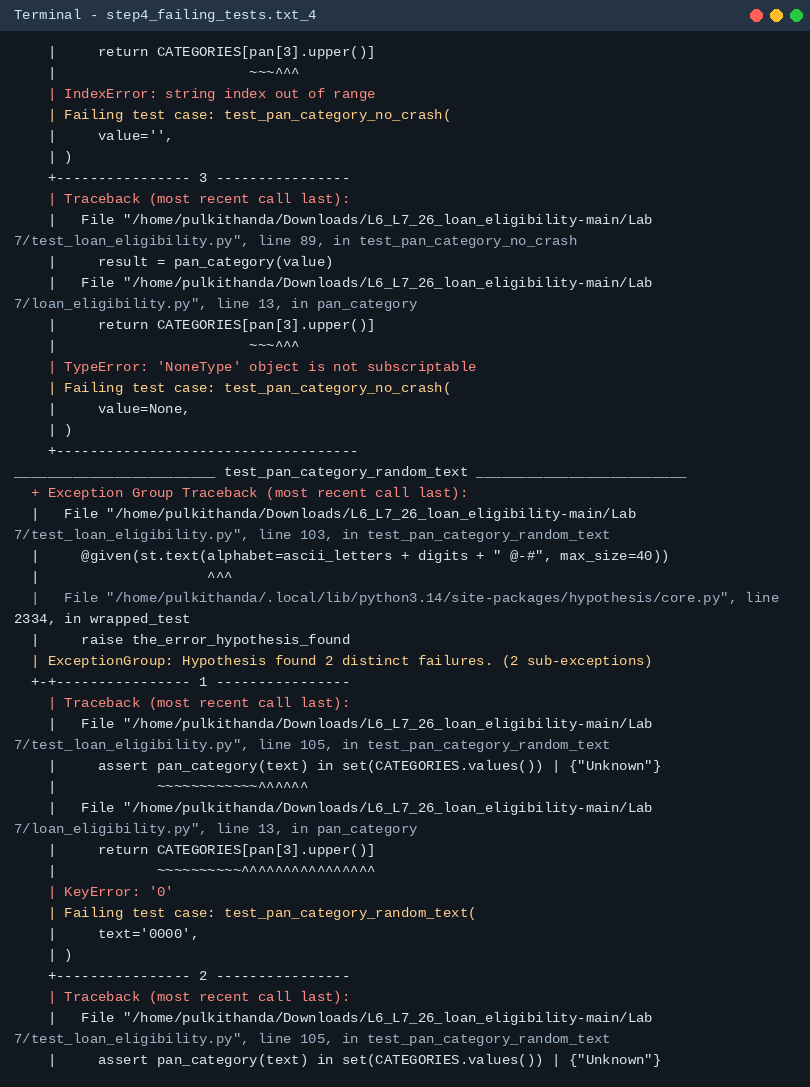 Terminal - step4_failing_tests.txt_4
|     return CATEGORIES[pan[3].upper()]
|                       ~~~^^^
| IndexError: string index out of range
| Failing test case: test_pan_category_no_crash(
|     value='',
| )
+---------------- 3 ----------------
| Traceback (most recent call last):
|   File "/home/pulkithanda/Downloads/L6_L7_26_loan_eligibility-main/Lab
7/test_loan_eligibility.py", line 89, in test_pan_category_no_crash
|     result = pan_category(value)
|   File "/home/pulkithanda/Downloads/L6_L7_26_loan_eligibility-main/Lab
7/loan_eligibility.py", line 13, in pan_category
|     return CATEGORIES[pan[3].upper()]
|                       ~~~^^^
| TypeError: 'NoneType' object is not subscriptable
| Failing test case: test_pan_category_no_crash(
|     value=None,
| )
+------------------------------------
________________________ test_pan_category_random_text _________________________
+ Exception Group Traceback (most recent call last):
|   File "/home/pulkithanda/Downloads/L6_L7_26_loan_eligibility-main/Lab
7/test_loan_eligibility.py", line 103, in test_pan_category_random_text
|     @given(st.text(alphabet=ascii_letters + digits + " @-#", max_size=40))
|                    ^^^
|   File "/home/pulkithanda/.local/lib/python3.14/site-packages/hypothesis/core.py", line
2334, in wrapped_test
|     raise the_error_hypothesis_found
| ExceptionGroup: Hypothesis found 2 distinct failures. (2 sub-exceptions)
+-+---------------- 1 ----------------
| Traceback (most recent call last):
|   File "/home/pulkithanda/Downloads/L6_L7_26_loan_eligibility-main/Lab
7/test_loan_eligibility.py", line 105, in test_pan_category_random_text
|     assert pan_category(text) in set(CATEGORIES.values()) | {"Unknown"}
|            ~~~~~~~~~~~~^^^^^^
|   File "/home/pulkithanda/Downloads/L6_L7_26_loan_eligibility-main/Lab
7/loan_eligibility.py", line 13, in pan_category
|     return CATEGORIES[pan[3].upper()]
|            ~~~~~~~~~~^^^^^^^^^^^^^^^^
| KeyError: '0'
| Failing test case: test_pan_category_random_text(
|     text='0000',
| )
+---------------- 2 ----------------
| Traceback (most recent call last):
|   File "/home/pulkithanda/Downloads/L6_L7_26_loan_eligibility-main/Lab
7/test_loan_eligibility.py", line 105, in test_pan_category_random_text
|     assert pan_category(text) in set(CATEGORIES.values()) | {"Unknown"}